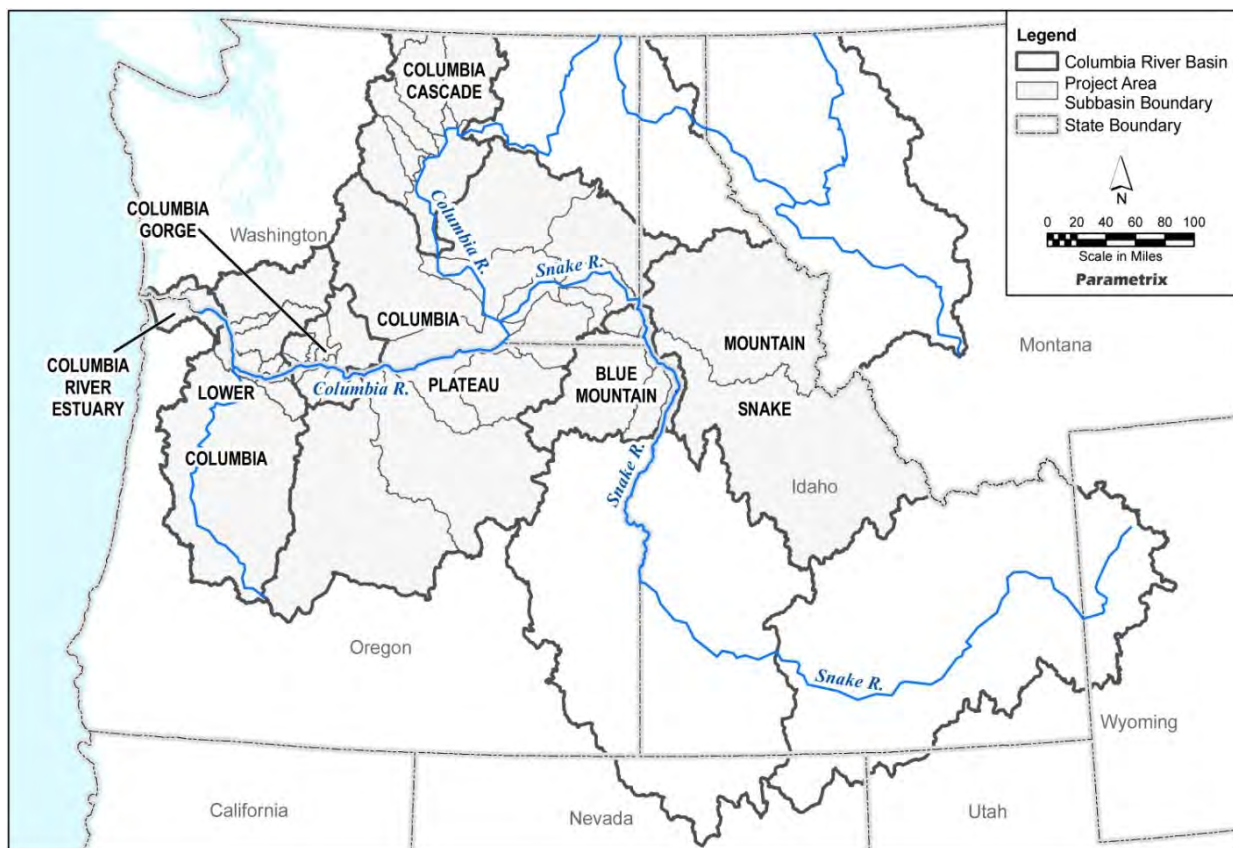 COLUMBIA
CASCADE
COLUMBIA
GORGE
Washington
Columbia R.
Snake R.
COLUMBIA
COLUMBIA
RIVER
ESTUARY
LOWER
COLUMBIA
Columbia R.
PLATEAU
BLUE
MOUNTAIN
MOUNTAIN
SNAKE
Snake R.
Idaho
Montana
Oregon
Snake R.
Wyoming
California
Nevada
Utah
Legend
Columbia River Basin
Project Area
Subbasin Boundary
State Boundary
N
0 20 40 60 80 100
Scale in Miles
Parametrix